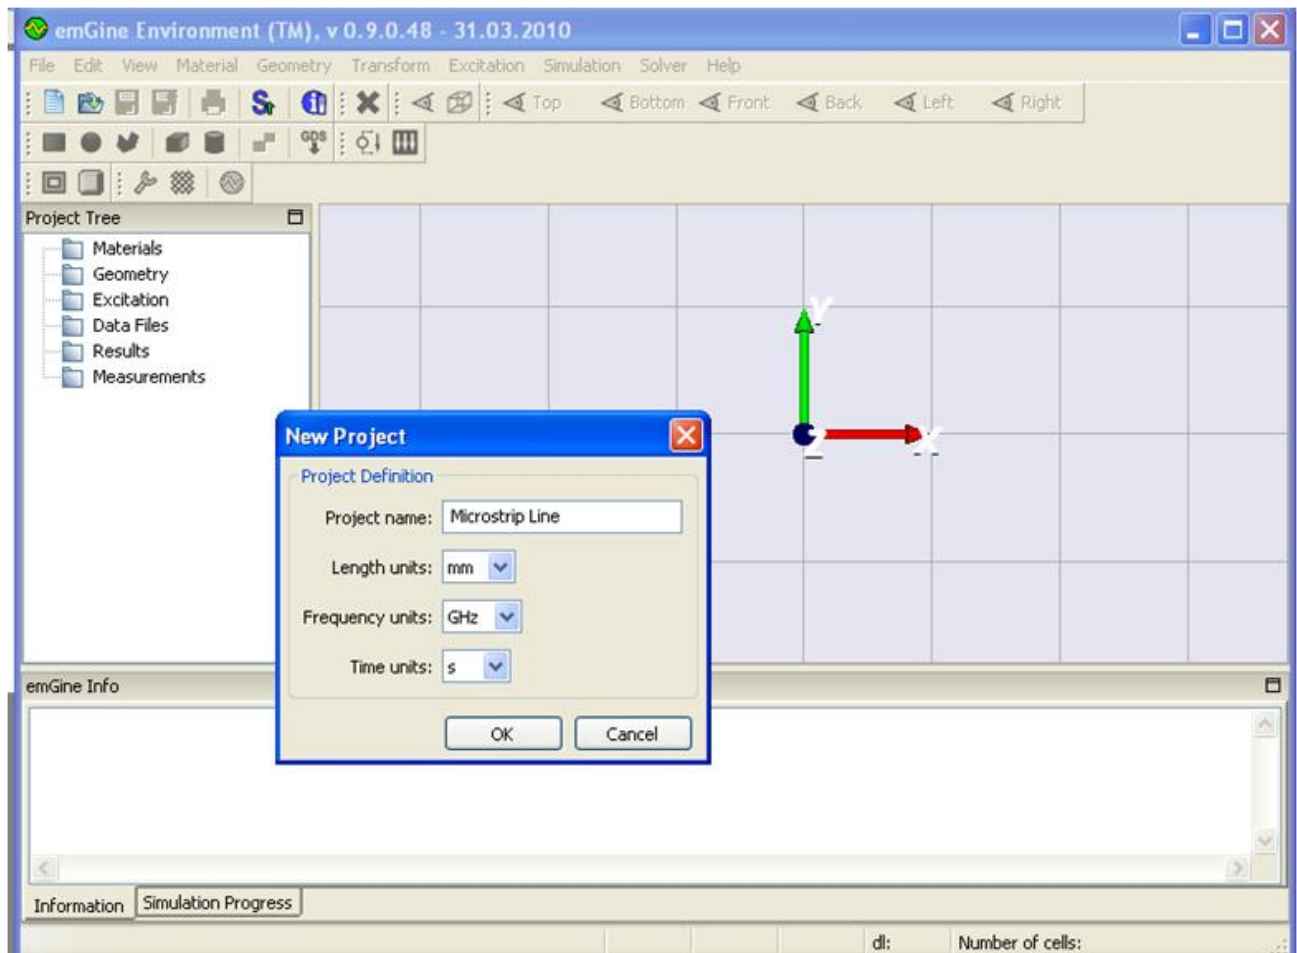 emGine Environment (TM), v 0.9.0.48 - 31.03.2010
File Edit View Material Geometry Transform Excitation Simulation Solver Help
Top Bottom Front Back Left Right
GDS
Project Tree
Materials
Geometry
Excitation
Data Files
Results
Measurements
Y
Z X
New Project
Project Definition
Project name: Microstrip Line
Length units: mm
Frequency units: GHz
Time units: s
OK Cancel
emGine Info
Information Simulation Progress
dl: Number of cells: